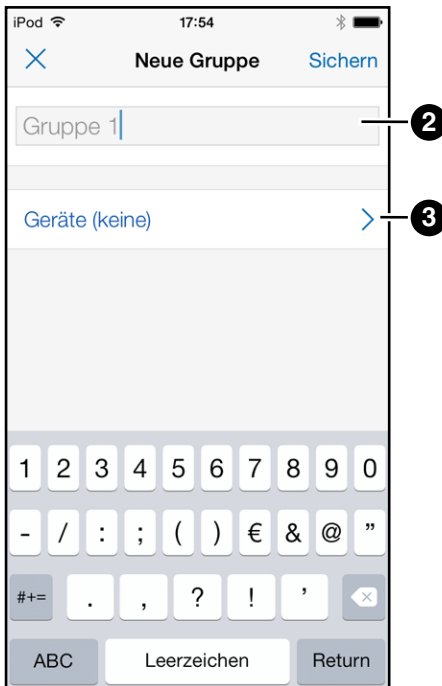 iPod 17:54
Neue Gruppe Sichern
Gruppe 1 2
Geräte (keine) 3
1 2 3 4 5 6 7 8 9 0
- / : ; ( ) € & @ "
#+= . , ? ! '
ABC Leerzeichen Return